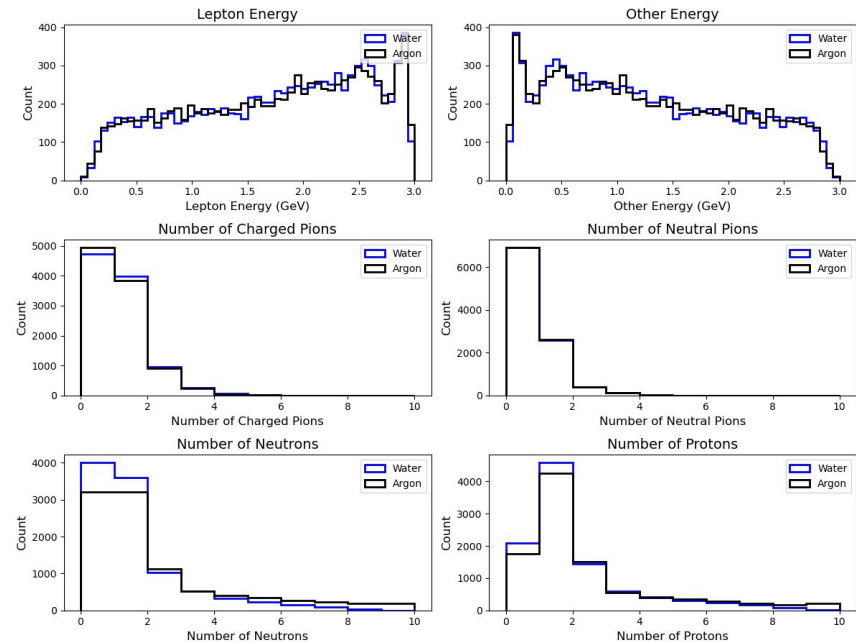 Lepton Energy
Count
400
300
200
100
0
Water
Argon
0.0 0.5 1.0 1.5 2.0 2.5 3.0
Lepton Energy (GeV)
Other Energy
Count
400
300
200
100
0
Water
Argon
0.0 0.5 1.0 1.5 2.0 2.5 3.0
Other Energy (GeV)
Number of Charged Pions
Count
5000
4000
3000
2000
1000
0
Water
Argon
0 2 4 6 8 10
Number of Charged Pions
Number of Neutral Pions
Count
6000
4000
2000
0
Water
Argon
0 2 4 6 8 10
Number of Neutral Pions
Number of Neutrons
Count
4000
3000
2000
1000
0
Water
Argon
0 2 4 6 8 10
Number of Neutrons
Number of Protons
Count
4000
2000
0
Water
Argon
0 2 4 6 8 10
Number of Protons